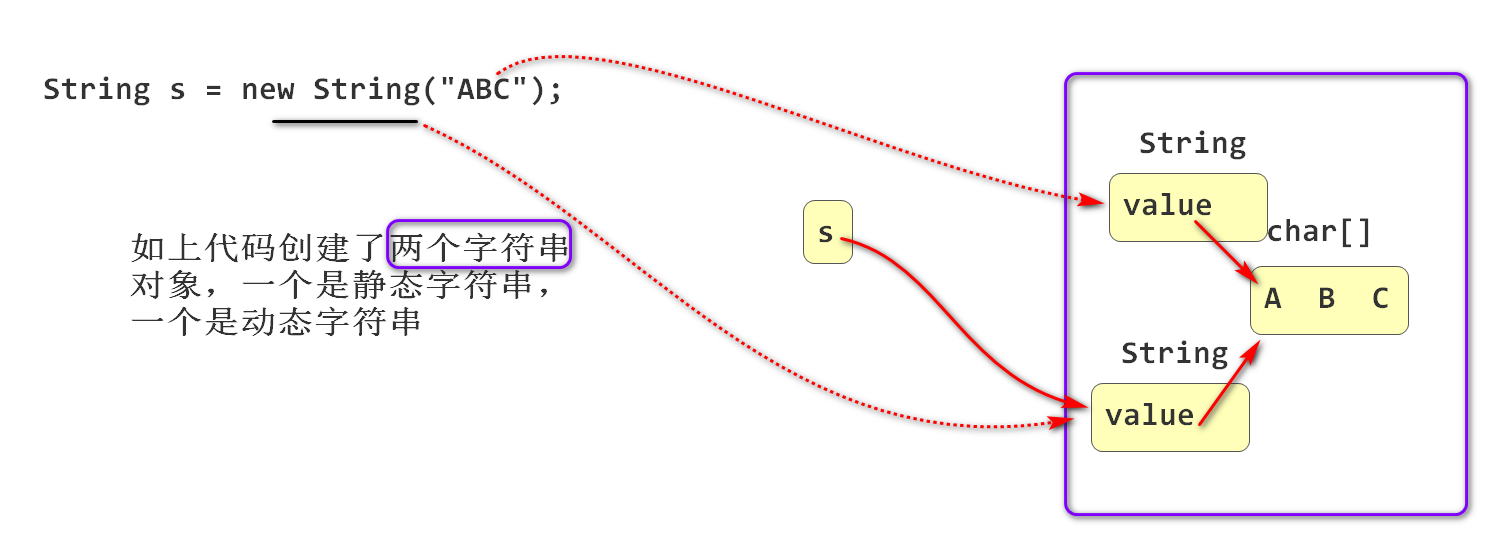 String s = new String("ABC");
如上代码创建了两个字符串
对象，一个是静态字符串，
一个是动态字符串
s
String
value
char[]
A B C
String
value